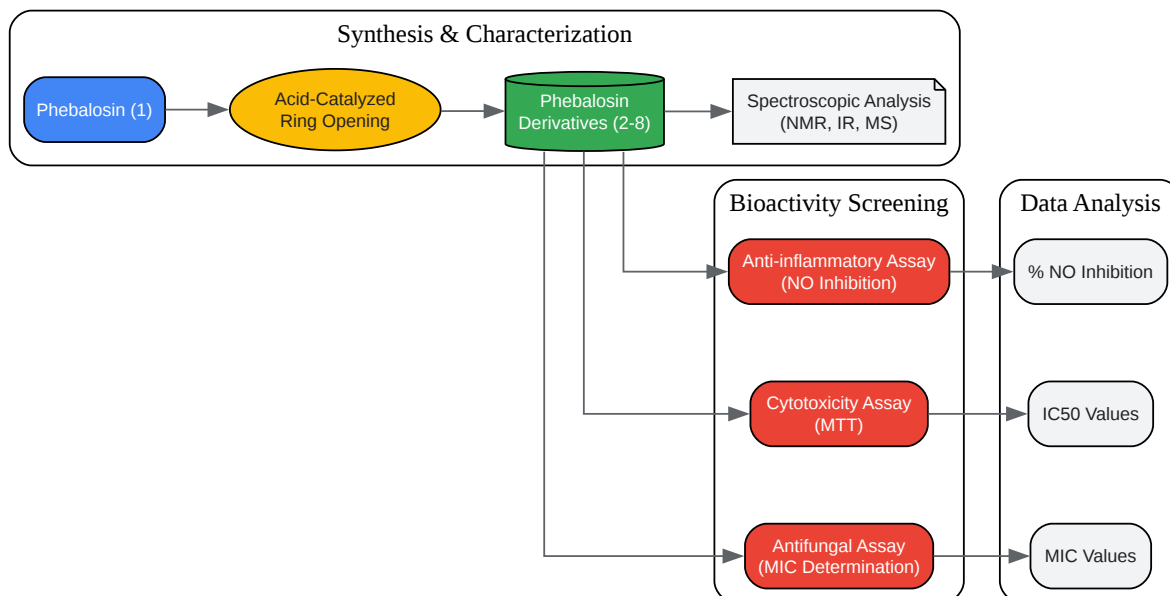 Synthesis & Characterization
Phebalosin (1)
Acid-Catalyzed
Ring Opening
Phebalosin
Derivatives (2-8)
Spectroscopic Analysis
(NMR, IR, MS)
Bioactivity Screening
Data Analysis
Anti-inflammatory Assay
(NO Inhibition)
% NO Inhibition
Cytotoxicity Assay
(MTT)
IC50 Values
Antifungal Assay
(MIC Determination)
MIC Values